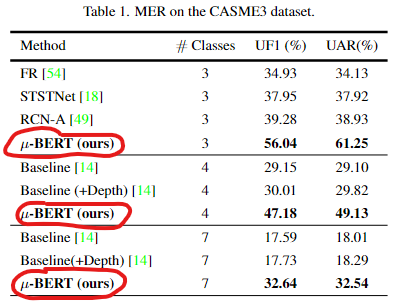 Table 1. MER on the CASME3 dataset.
Method # Classes UF1 (%) UAR(%)
FR [54] 3 34.93 34.13
STSTNet [18] 3 37.95 37.92
RCN-A [49] 3 39.28 38.93
μ-BERT (ours) 3 56.04 61.25
Baseline [14] 4 29.15 29.10
Baseline (+Depth) [14] 4 30.01 29.82
μ-BERT (ours) 4 47.18 49.13
Baseline [14] 7 17.59 18.01
Baseline(+Depth) [14] 7 17.73 18.29
μ-BERT (ours) 7 32.64 32.54